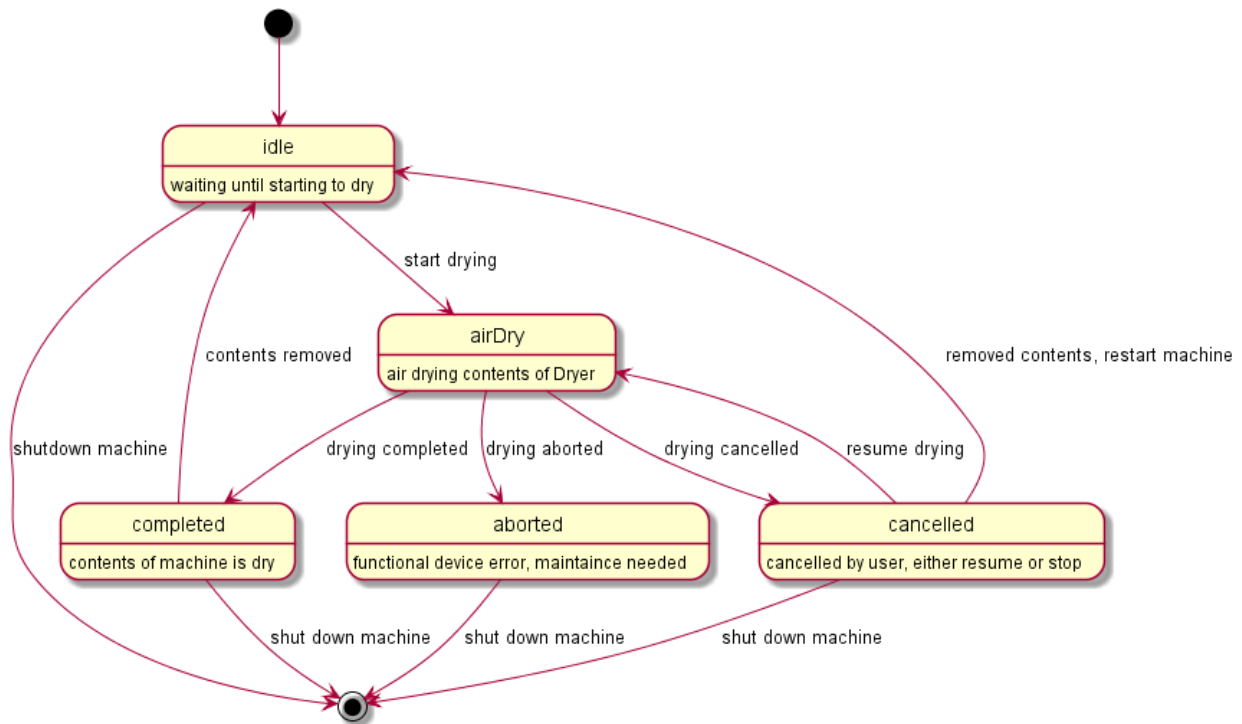 idle
waiting until starting to dry
start drying
airDry
air drying contents of Dryer
contents removed
removed contents, restart machine
shutdown machine
drying completed
drying aborted
drying cancelled
resume drying
completed
contents of machine is dry
aborted
functional device error, maintaince needed
cancelled
cancelled by user, either resume or stop
shut down machine
shut down machine
shut down machine